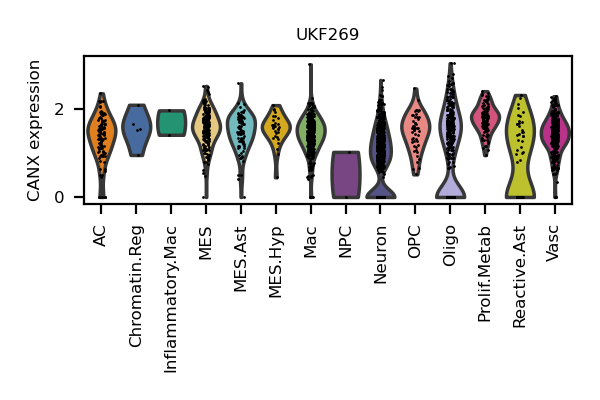 UKF269
CANX expression
2
0
AC
Chromatin.Reg
Inflammatory.Mac
MES
MES.Ast
MES.Hyp
Mac
NPC
Neuron
OPC
Oligo
Prolif.Metab
Reactive.Ast
Vasc